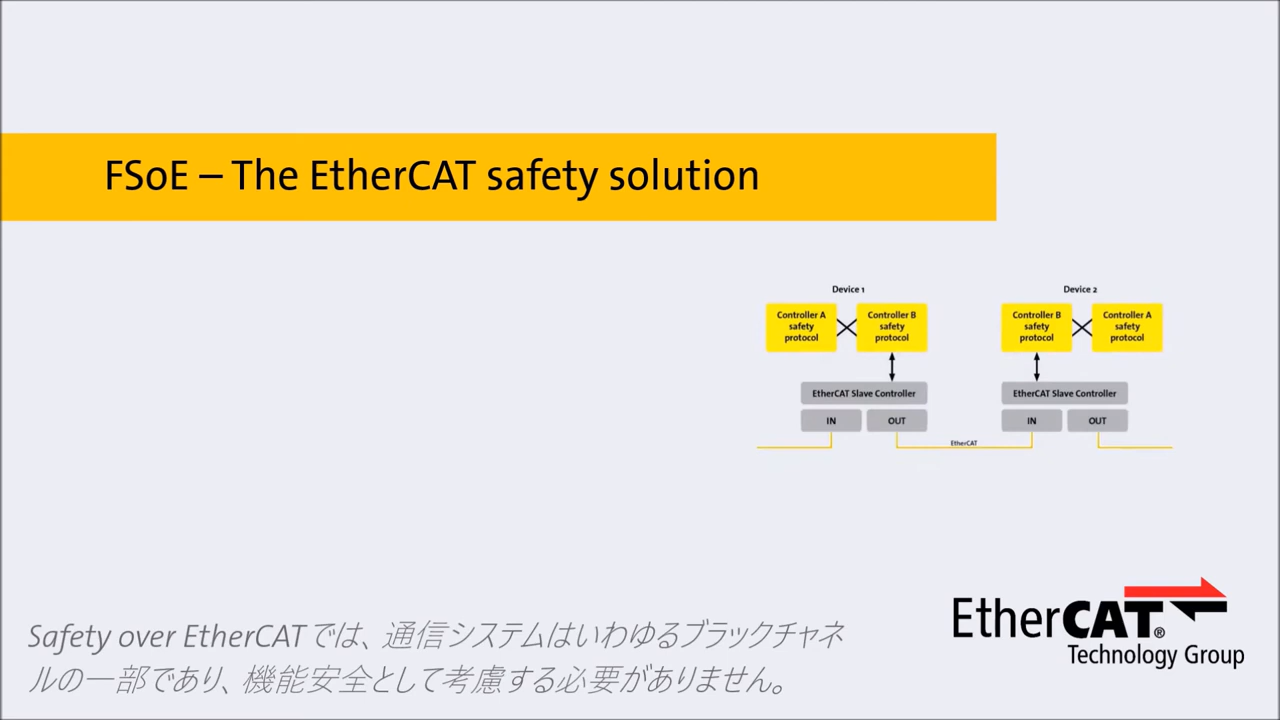 FSoE – The EtherCAT safety solution
Device 1
Device 2
Controller A
safety
protocol
Controller B
safety
protocol
Controller B
safety
protocol
Controller A
safety
protocol
EtherCAT Slave Controller
EtherCAT Slave Controller
IN
OUT
IN
OUT
EtherCAT
Safety over EtherCATでは、通信システムはいわゆるブラックチャネ
ルの一部であり、機能安全として考慮する必要がありません。
EtherCAT®
Technology Group